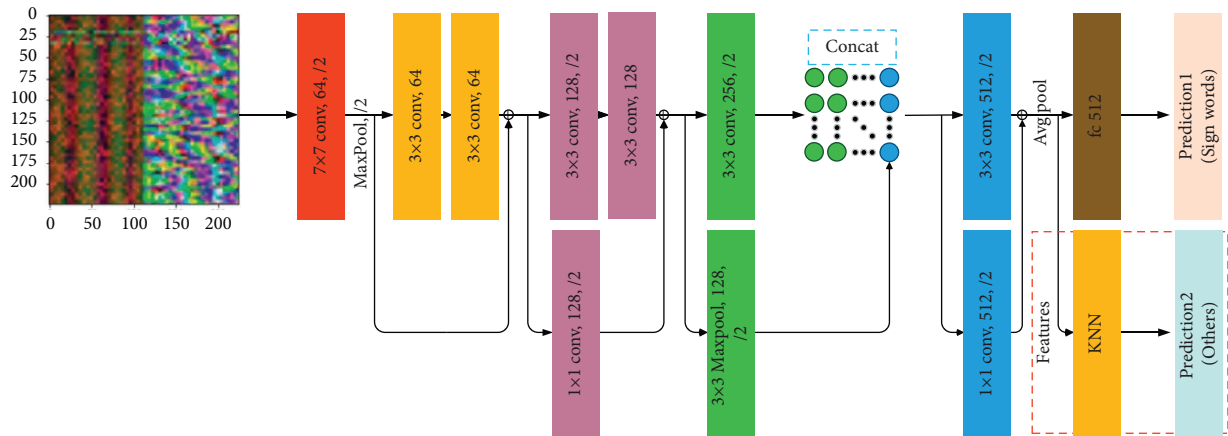 0
25
50
75
100
125
150
175
200
0
50
100
150
200
7×7 conv, 64, /2
MaxPool, /2
3×3 conv, 64
3×3 conv, 64
3×3 conv, 128, /2
3×3 conv, 128
1×1 conv, 128, /2
3×3 conv, 256, /2
3×3 Maxpool, 128,
/2
Concat
3×3 conv, 512, /2
1×1 conv, 512, /2
Avgpool
fc 512
Prediction1
(Sign words)
Features
KNN
Prediction2
(Others)